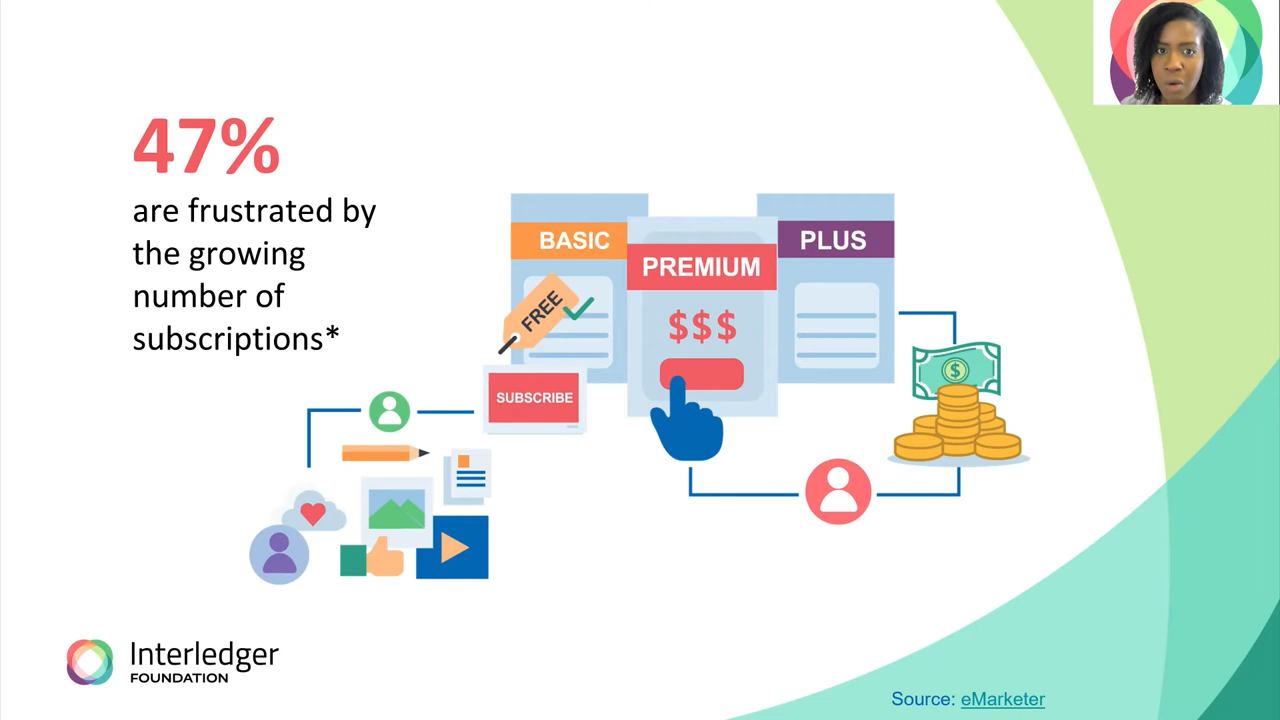 47%
are frustrated by
the growing
number of
subscriptions*
BASIC
PREMIUM
PLUS
FREE
$$$
SUBSCRIBE
$
Interledger
FOUNDATION
Source: eMarketer